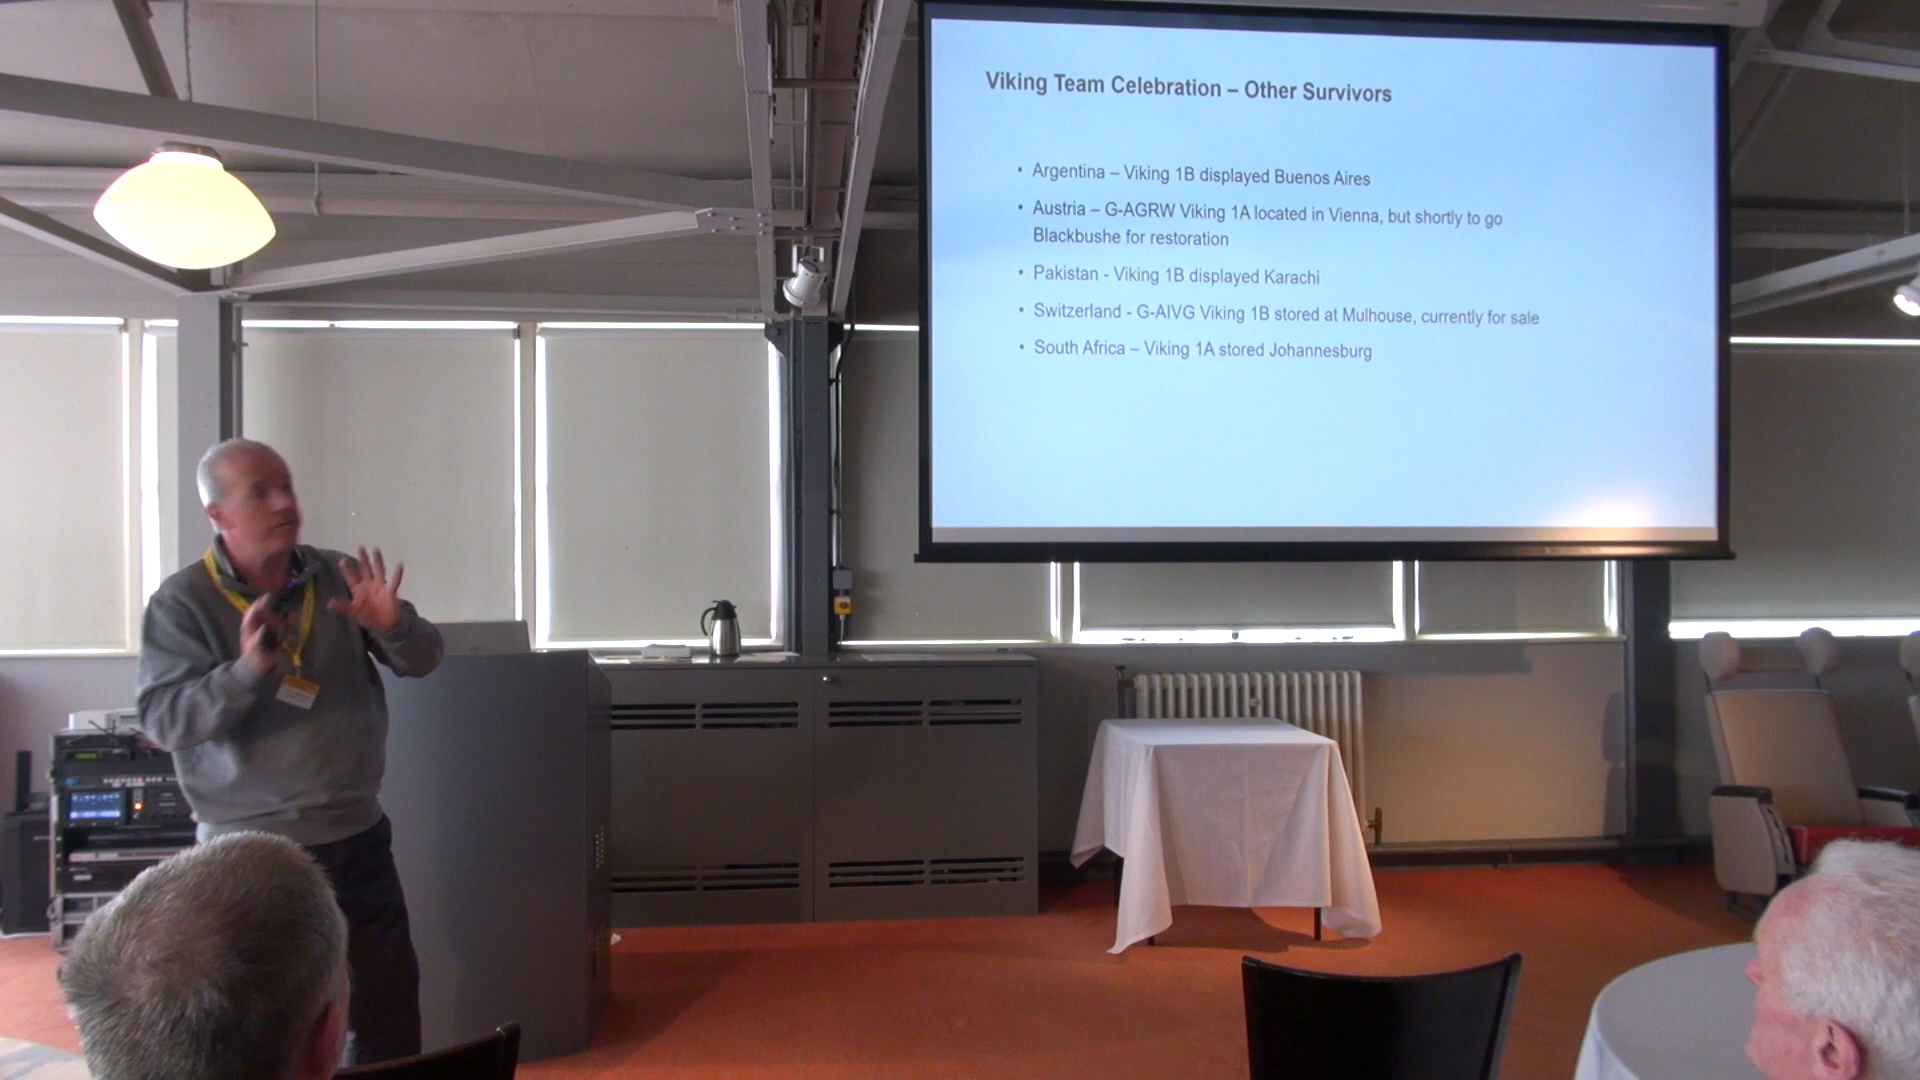 Viking Team Celebration – Other Survivors
• Argentina – Viking 1B displayed Buenos Aires
• Austria – G-AGRW Viking 1A located in Vienna, but shortly to go
Blackbushe for restoration
• Pakistan - Viking 1B displayed Karachi
• Switzerland - G-AIVG Viking 1B stored at Mulhouse, currently for sale
• South Africa – Viking 1A stored Johannesburg